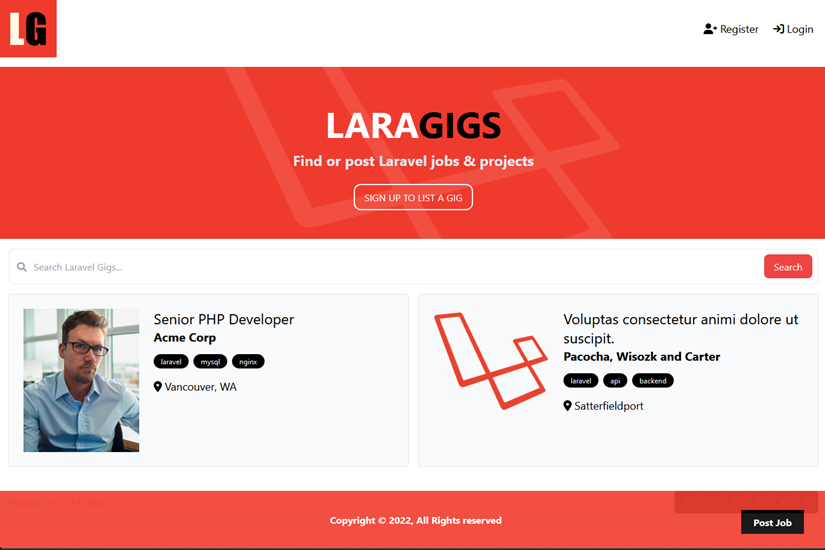 LG
Register
Login
LARAGIGS
Find or post Laravel jobs & projects
SIGN UP TO LIST A GIG
Search Laravel Gigs...
Search
Senior PHP Developer
Acme Corp
laravel mysql nginx
Vancouver, WA
Voluptas consectetur animi dolore ut
suscipit.
Pacocha, Wisozk and Carter
laravel api backend
Satterfieldport
Copyright © 2022, All Rights reserved
Post Job